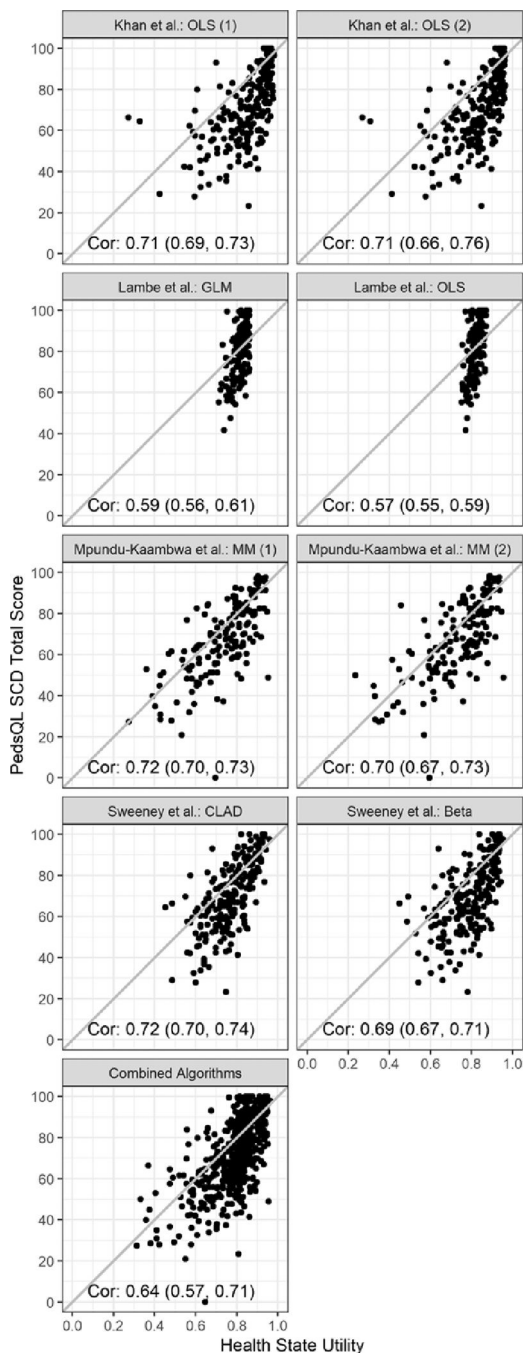 Khan et al.: OLS (1)
Khan et al.: OLS (2)
100
80
60
40
20
0
Cor: 0.71 (0.69, 0.73)
Cor: 0.71 (0.66, 0.76)
Lambe et al.: GLM
Lambe et al.: OLS
100
80
60
40
20
0
Cor: 0.59 (0.56, 0.61)
Cor: 0.57 (0.55, 0.59)
Mpundu-Kaambwa et al.: MM (1)
Mpundu-Kaambwa et al.: MM (2)
100
80
60
40
20
0
Cor: 0.72 (0.70, 0.73)
Cor: 0.70 (0.67, 0.73)
PedsQL SCD Total Score
Sweeney et al.: CLAD
Sweeney et al.: Beta
100
80
60
40
20
0
Cor: 0.72 (0.70, 0.74)
Cor: 0.69 (0.67, 0.71)
0.0 0.2 0.4 0.6 0.8 1.0
Combined Algorithms
100
80
60
40
20
0
Cor: 0.64 (0.57, 0.71)
0.0 0.2 0.4 0.6 0.8 1.0
Health State Utility